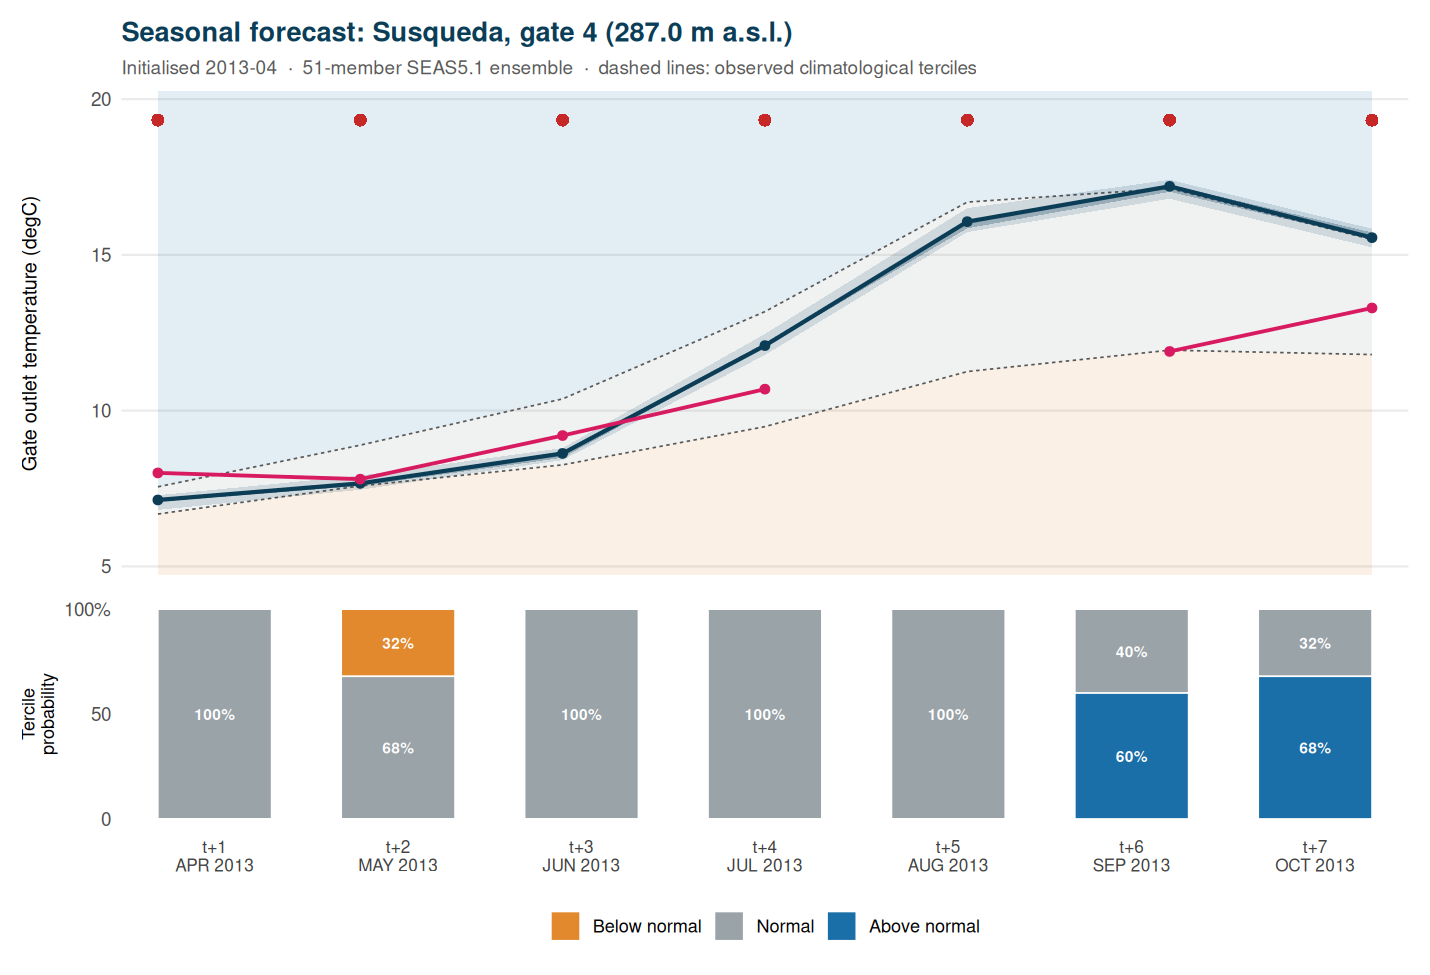 Seasonal forecast: Susqueda, gate 4 (287.0 m a.s.l.)
Initialised 2013-04 · 51-member SEAS5.1 ensemble · dashed lines: observed climatological terciles
Gate outlet temperature (degC)
20
15
10
5
Tercile
probability
100%
50
0
100%
32%
68%
100%
100%
100%
40%
60%
32%
68%
t+1
APR 2013
t+2
MAY 2013
t+3
JUN 2013
t+4
JUL 2013
t+5
AUG 2013
t+6
SEP 2013
t+7
OCT 2013
Below normal
Normal
Above normal